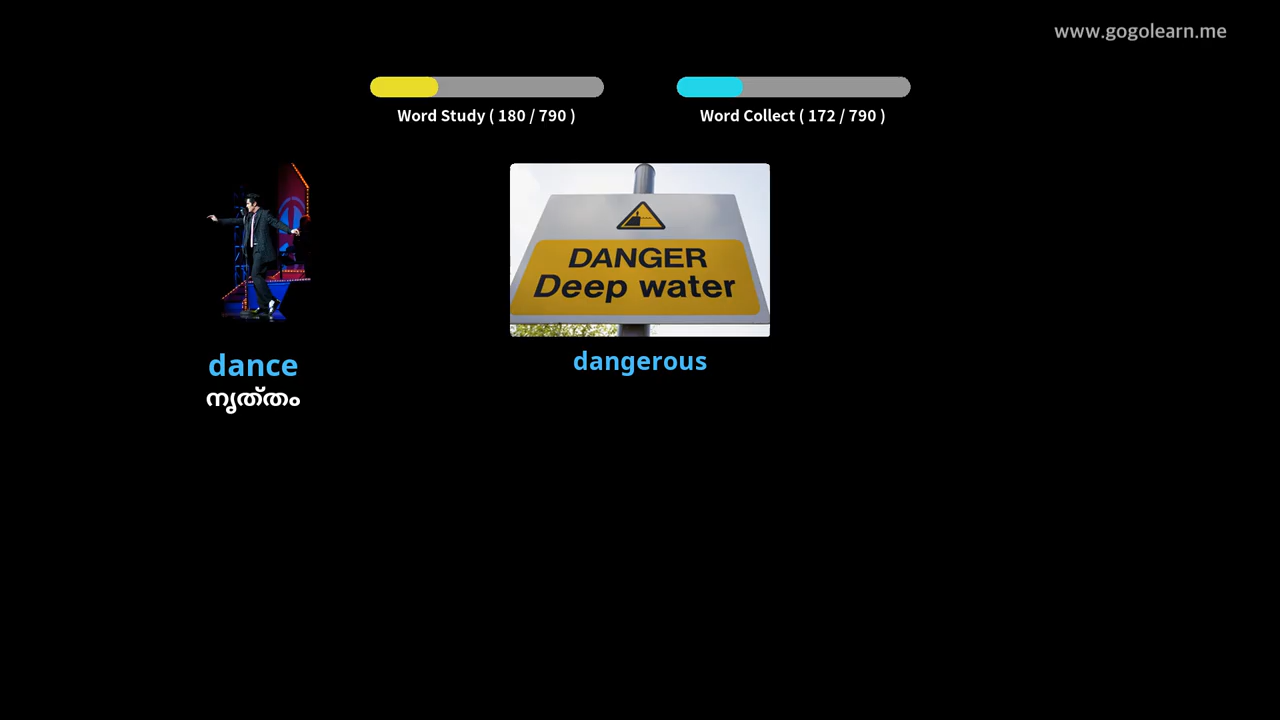 www.gogolearn.me
Word Study ( 180 / 790 )
Word Collect ( 172 / 790 )
DANGER
Deep water
dance
dangerous
നൃത്തം